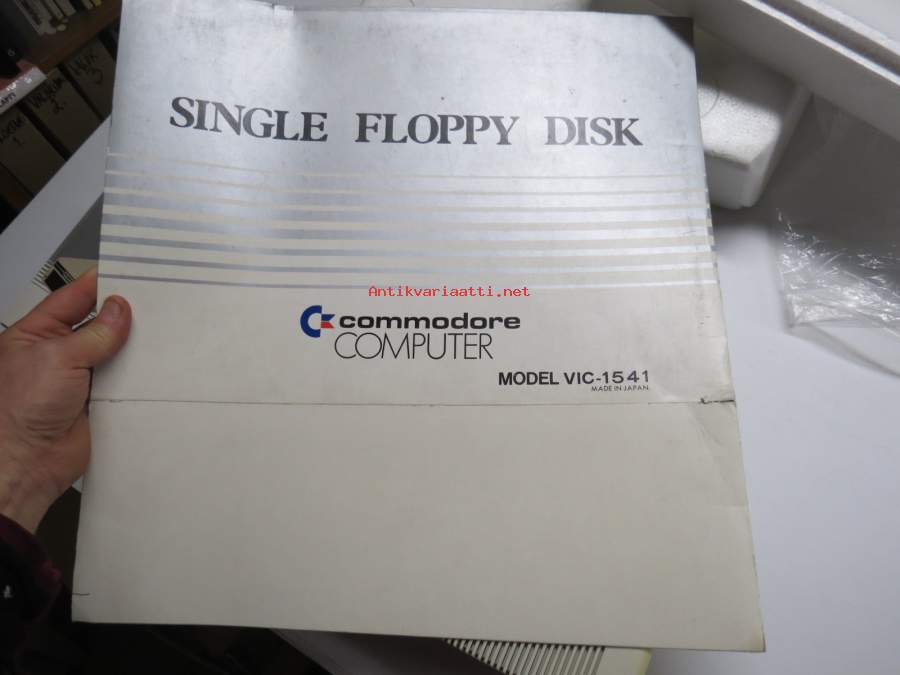 SINGLE FLOPPY DISK
Antikvariaatti.net
commodore
COMPUTER
MODEL VIC-1541
MADE IN JAPAN